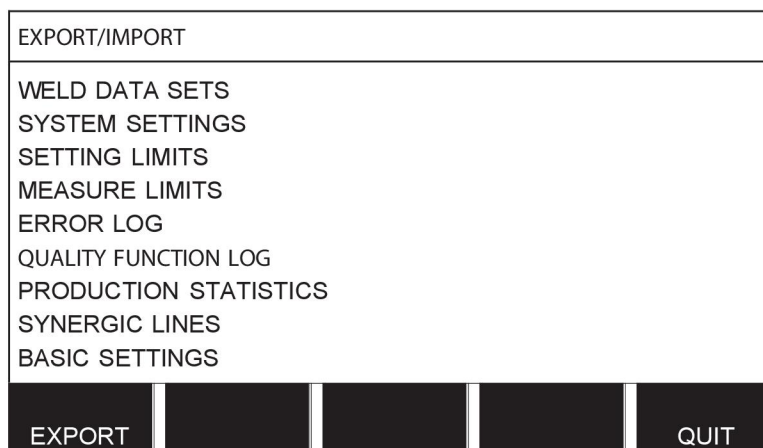 EXPORT/IMPORT
WELD DATA SETS
SYSTEM SETTINGS
SETTING LIMITS
MEASURE LIMITS
ERROR LOG
QUALITY FUNCTION LOG
PRODUCTION STATISTICS
SYNERGIC LINES
BASIC SETTINGS
EXPORT QUIT